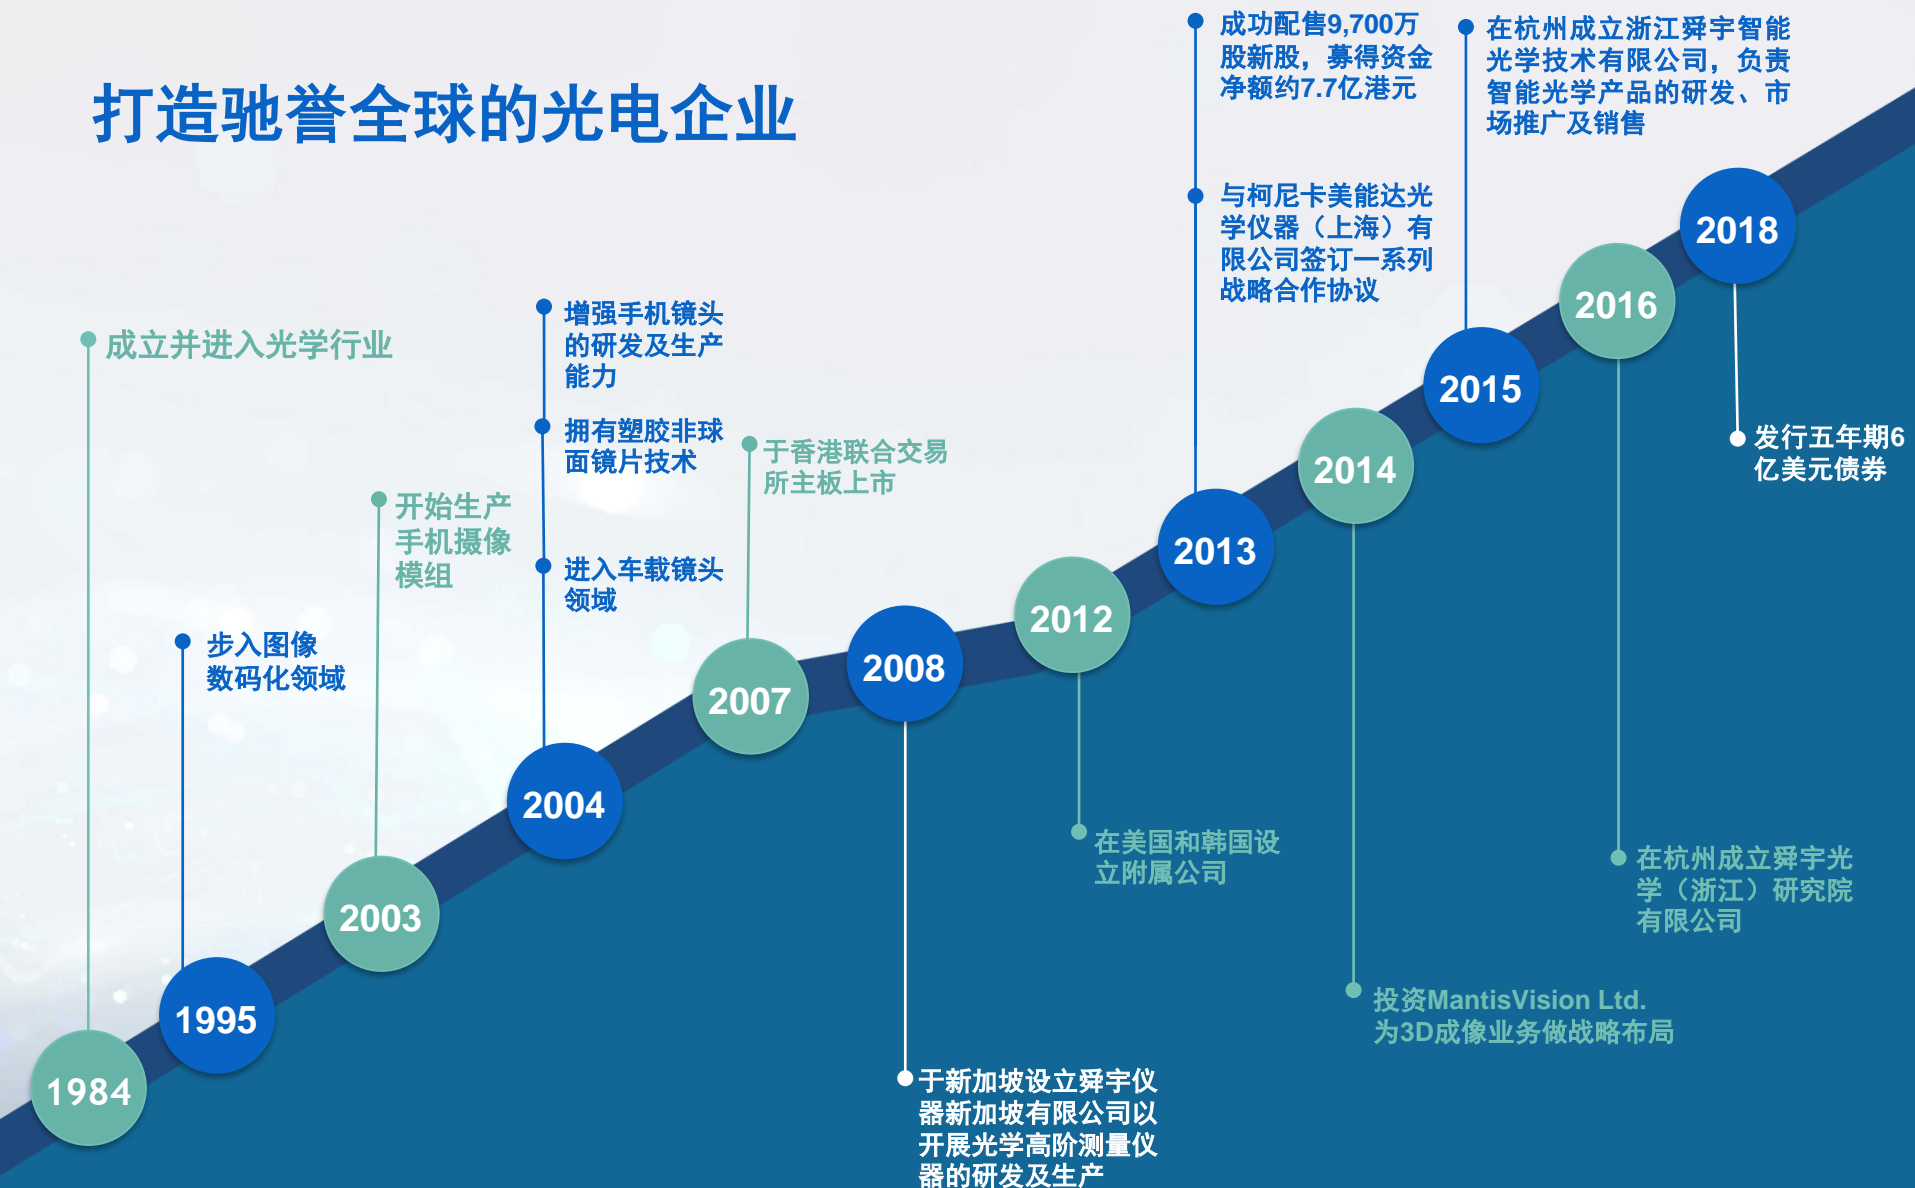 打造驰誉全球的光电企业
1984
成立并进入光学行业
1995
步入图像
数码化领域
2003
开始生产
手机摄像
模组
2004
增强手机镜头
的研发及生产
能力
拥有塑胶非球
面镜片技术
进入车载镜头
领域
2007
于香港联合交易
所主板上市
2008
于新加坡设立舜宇仪
器新加坡有限公司以
开展光学高阶测量仪
器的研发及生产
2012
在美国和韩国设
立附属公司
2013
成功配售9,700万
股新股，募得资金
净额约7.7亿港元
与柯尼卡美能达光
学仪器（上海）有
限公司签订一系列
战略合作协议
2014
投资MantisVision Ltd.
为3D成像业务做战略布局
2015
在杭州成立浙江舜宇智能
光学技术有限公司，负责
智能光学产品的研发、市
场推广及销售
2016
在杭州成立舜宇光
学（浙江）研究院
有限公司
2018
发行五年期6
亿美元债券